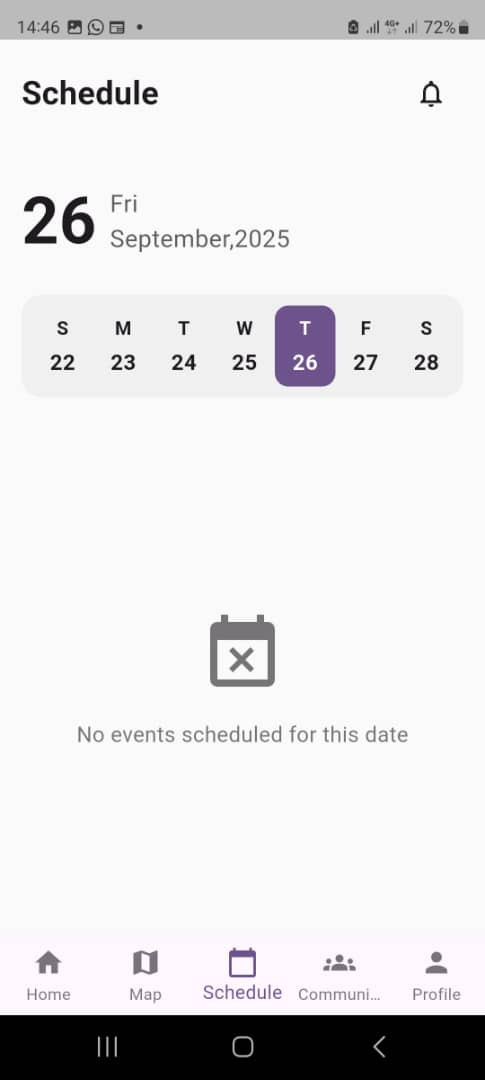 14:46 4G+ 72%
Schedule
26 Fri
September,2025
S M T W T F S
22 23 24 25 26 27 28
No events scheduled for this date
Home Map Schedule Communi... Profile